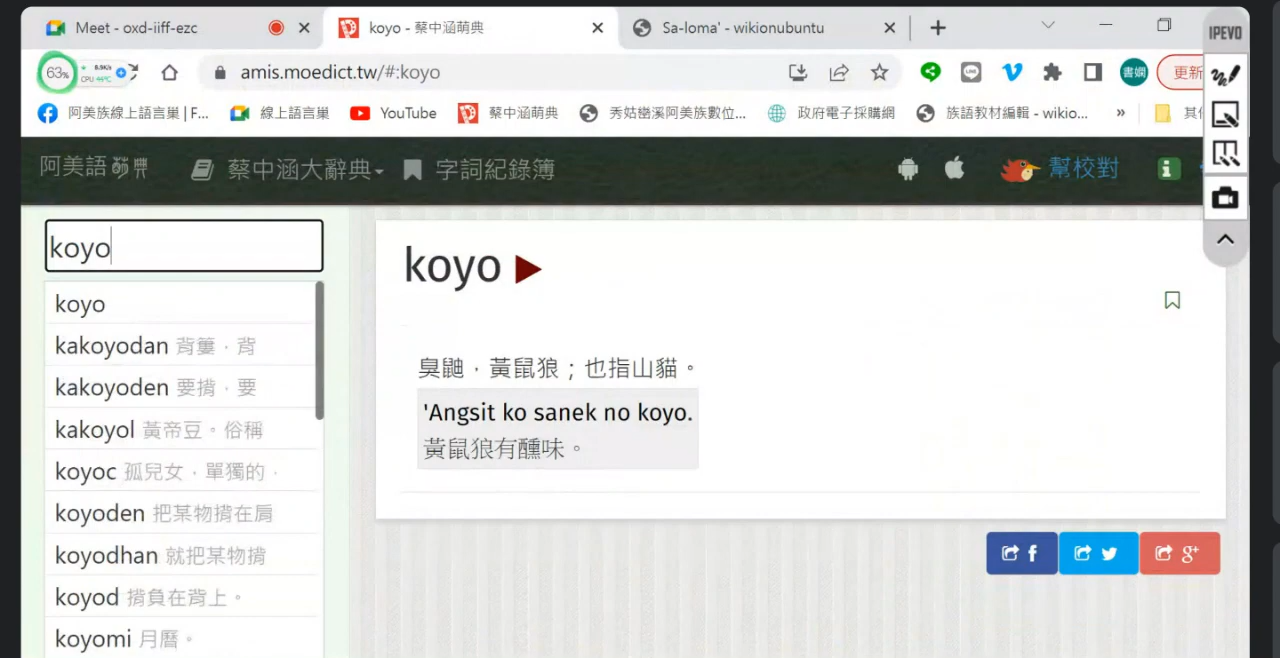 Meet - oxd-iiff-ezc
koyo - 蔡中涵萌典
Sa-loma' - wikionubuntu
IPEVO
63%
amis.moedict.tw/#:koyo
書嫻
更新
阿美族線上語言巢 | F...
線上語言巢
YouTube
蔡中涵萌典
秀姑巒溪阿美族數位...
政府電子採購網
族語教材編輯 - wikio...
»
其他
阿美語萌典
蔡中涵大辭典
字詞紀錄簿
幫校對
koyo
koyo
kakoyodan 背簍，背
kakoyoden 要揹，要
kakoyol 黃帝豆。俗稱
koyoc 孤兒女，單獨的，
koyoden 把某物揹在肩
koyodhan 就把某物揹
koyod 揹負在背上。
koyomi 月曆。
koyo
臭鼬，黃鼠狼；也指山貓。
'Angsit ko sanek no koyo.
黃鼠狼有醺味。